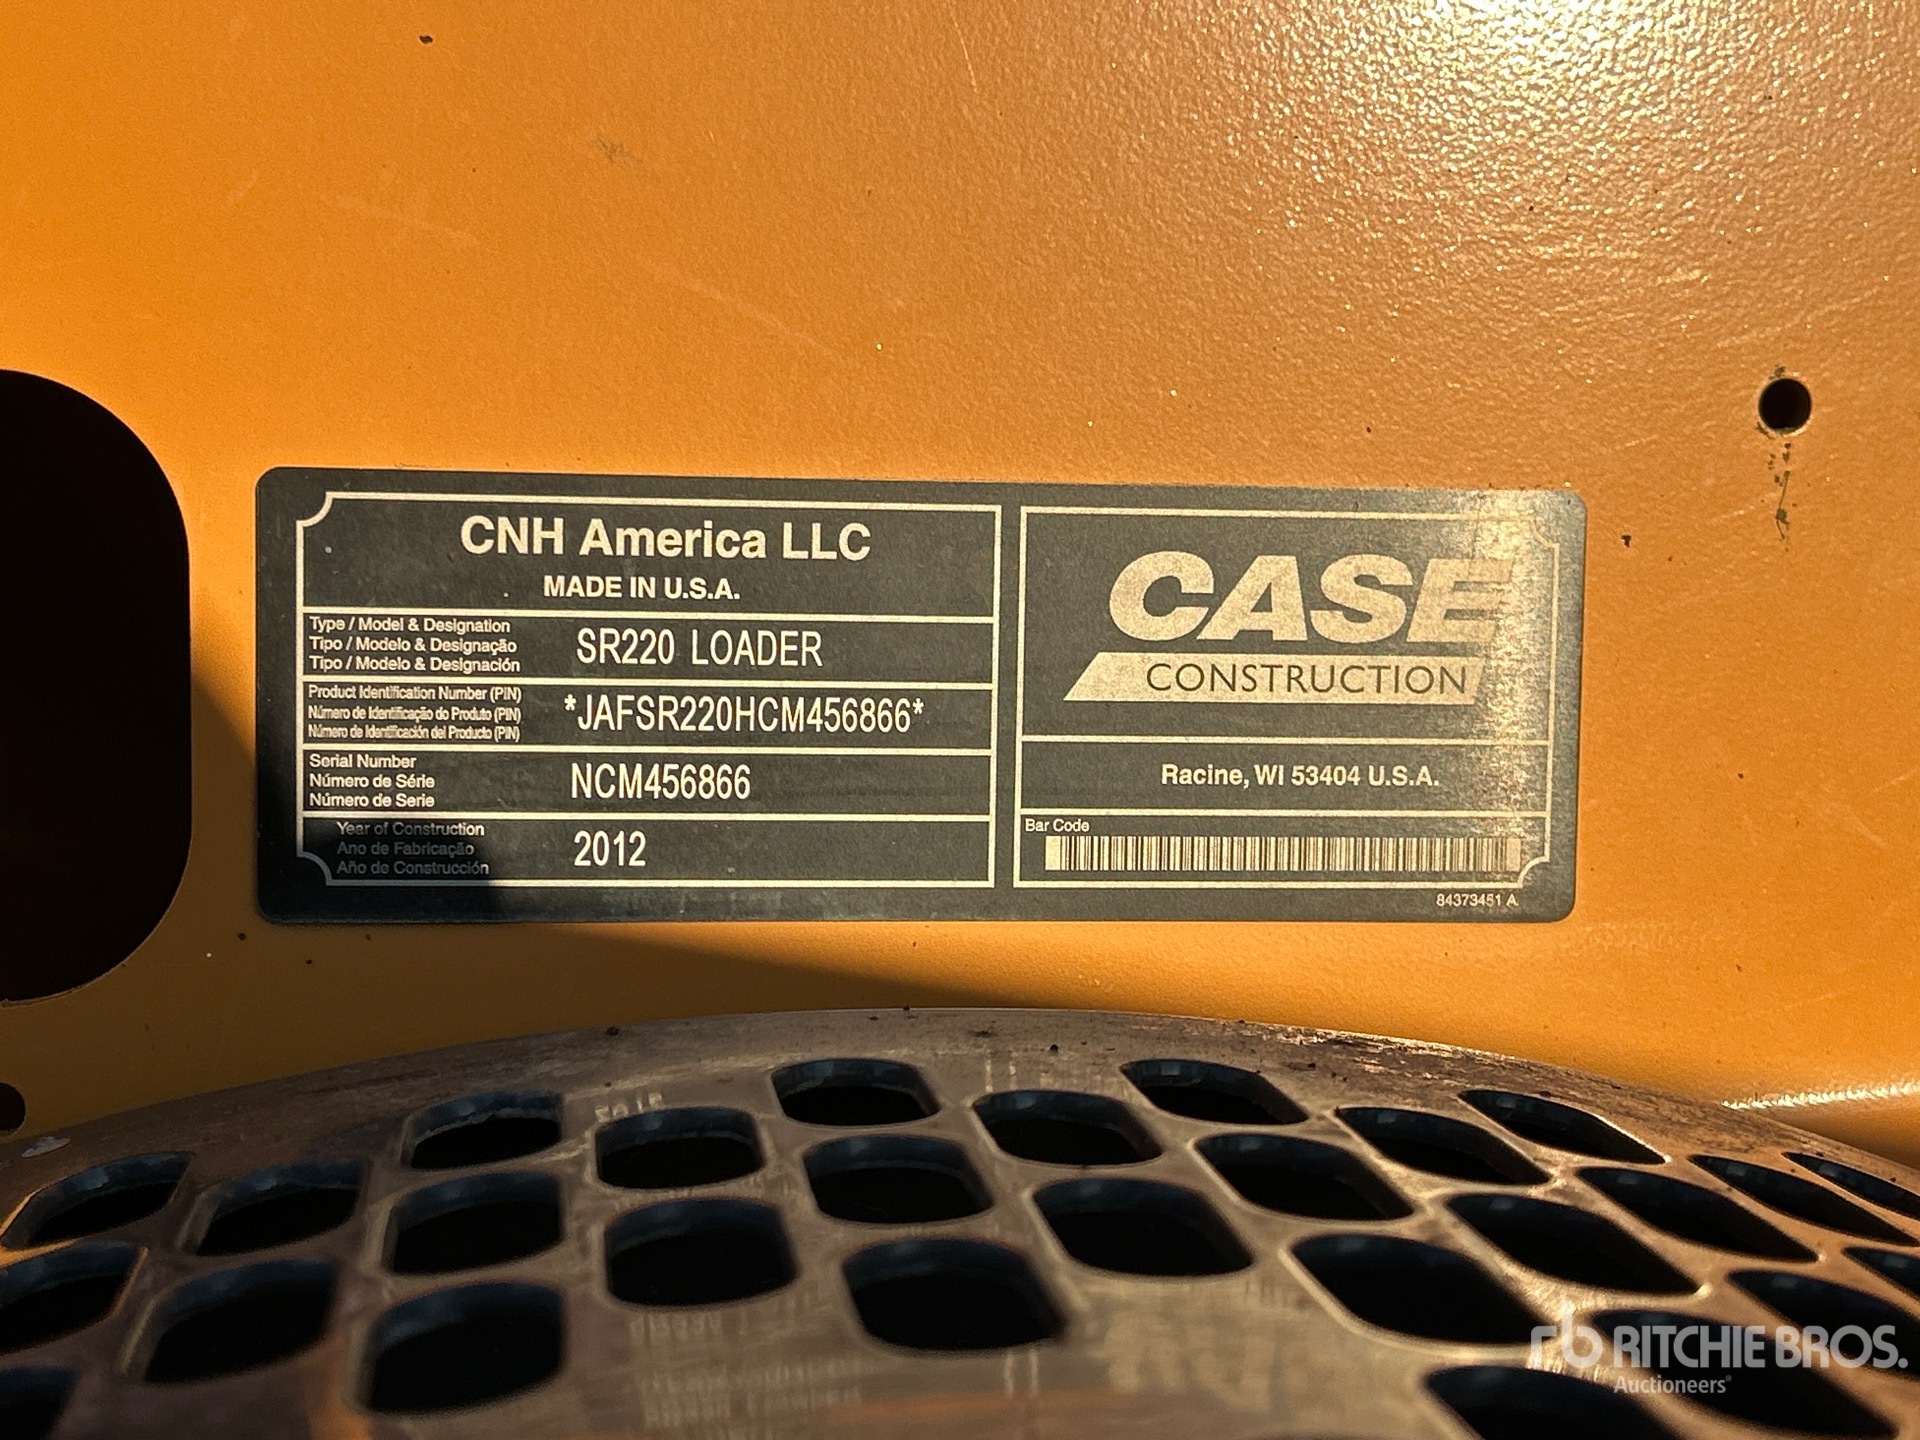 CNH America LLC
MADE IN U.S.A.
Type / Model & Designation
Tipo / Modelo & Designação
Tipo / Modelo & Designación
SR220 LOADER
Product Identification Number (PIN)
Número de Identificação do Produto (PIN)
Número de Identificación del Producto (PIN)
*JAFSR220HCM456866*
Serial Number
Número de Série
Número de Serie
NCM456866
Year of Construction
Ano de Fabricação
Año de Construcción
2012
CASE
CONSTRUCTION
Racine, WI 53404 U.S.A.
Bar Code
84373451 A
rb RITCHIE BROS.
Auctioneers®